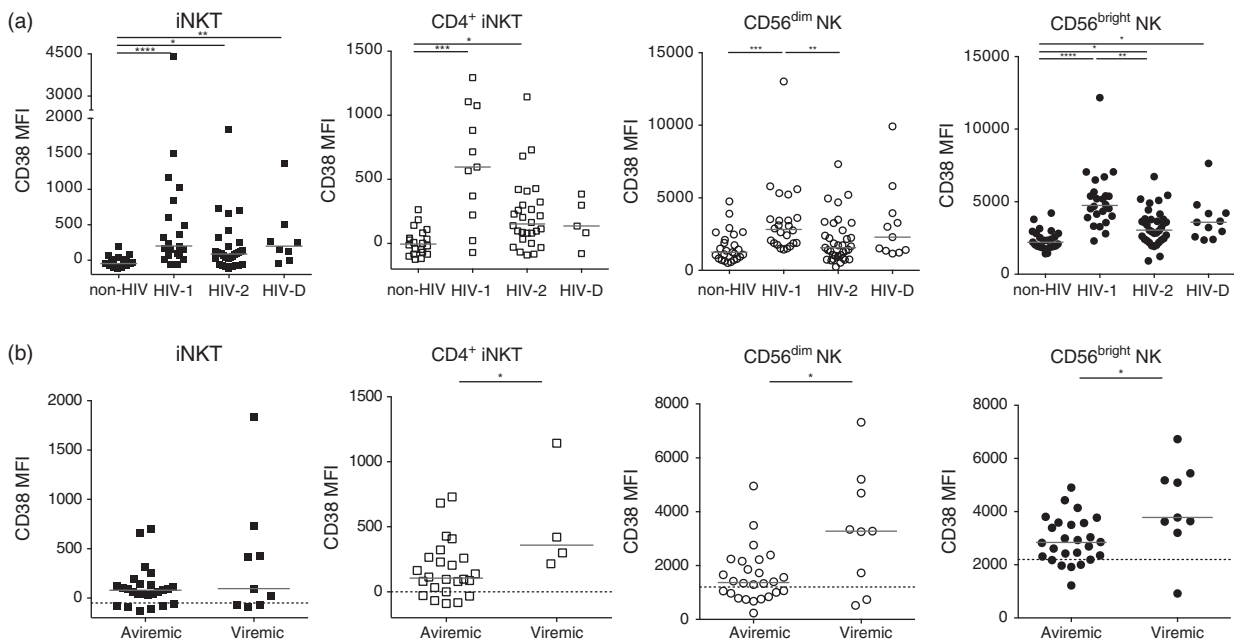 (a)
iNKT
CD38 MFI
4500
3000
2000
1500
1000
500
0
**
*
****
non-HIV HIV-1 HIV-2 HIV-D
CD4+ iNKT
CD38 MFI
1500
1000
500
0
*
***
non-HIV HIV-1 HIV-2 HIV-D
CD56dim NK
CD38 MFI
15000
10000
5000
0
*** **
non-HIV HIV-1 HIV-2 HIV-D
CD56bright NK
CD38 MFI
15000
10000
5000
0
*
*
**** **
non-HIV HIV-1 HIV-2 HIV-D
(b)
iNKT
CD38 MFI
2000
1500
1000
500
0
Aviremic Viremic
CD4+ iNKT
CD38 MFI
1500
1000
500
0
*
Aviremic Viremic
CD56dim NK
CD38 MFI
8000
6000
4000
2000
0
*
Aviremic Viremic
CD56bright NK
CD38 MFI
8000
6000
4000
2000
0
*
Aviremic Viremic